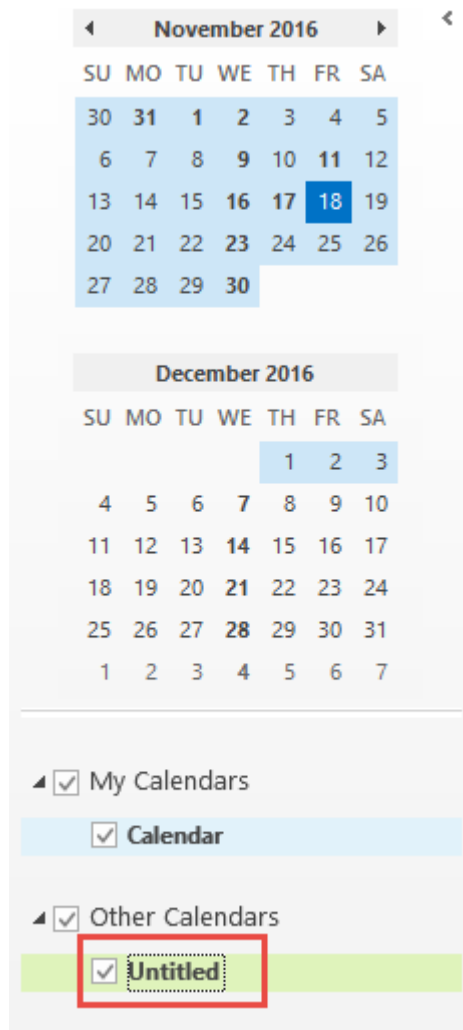 November 2016
SU MO TU WE TH FR SA
30 31 1 2 3 4 5
6 7 8 9 10 11 12
13 14 15 16 17 18 19
20 21 22 23 24 25 26
27 28 29 30
December 2016
SU MO TU WE TH FR SA
1 2 3
4 5 6 7 8 9 10
11 12 13 14 15 16 17
18 19 20 21 22 23 24
25 26 27 28 29 30 31
1 2 3 4 5 6 7
My Calendars
Calendar
Other Calendars
Untitled